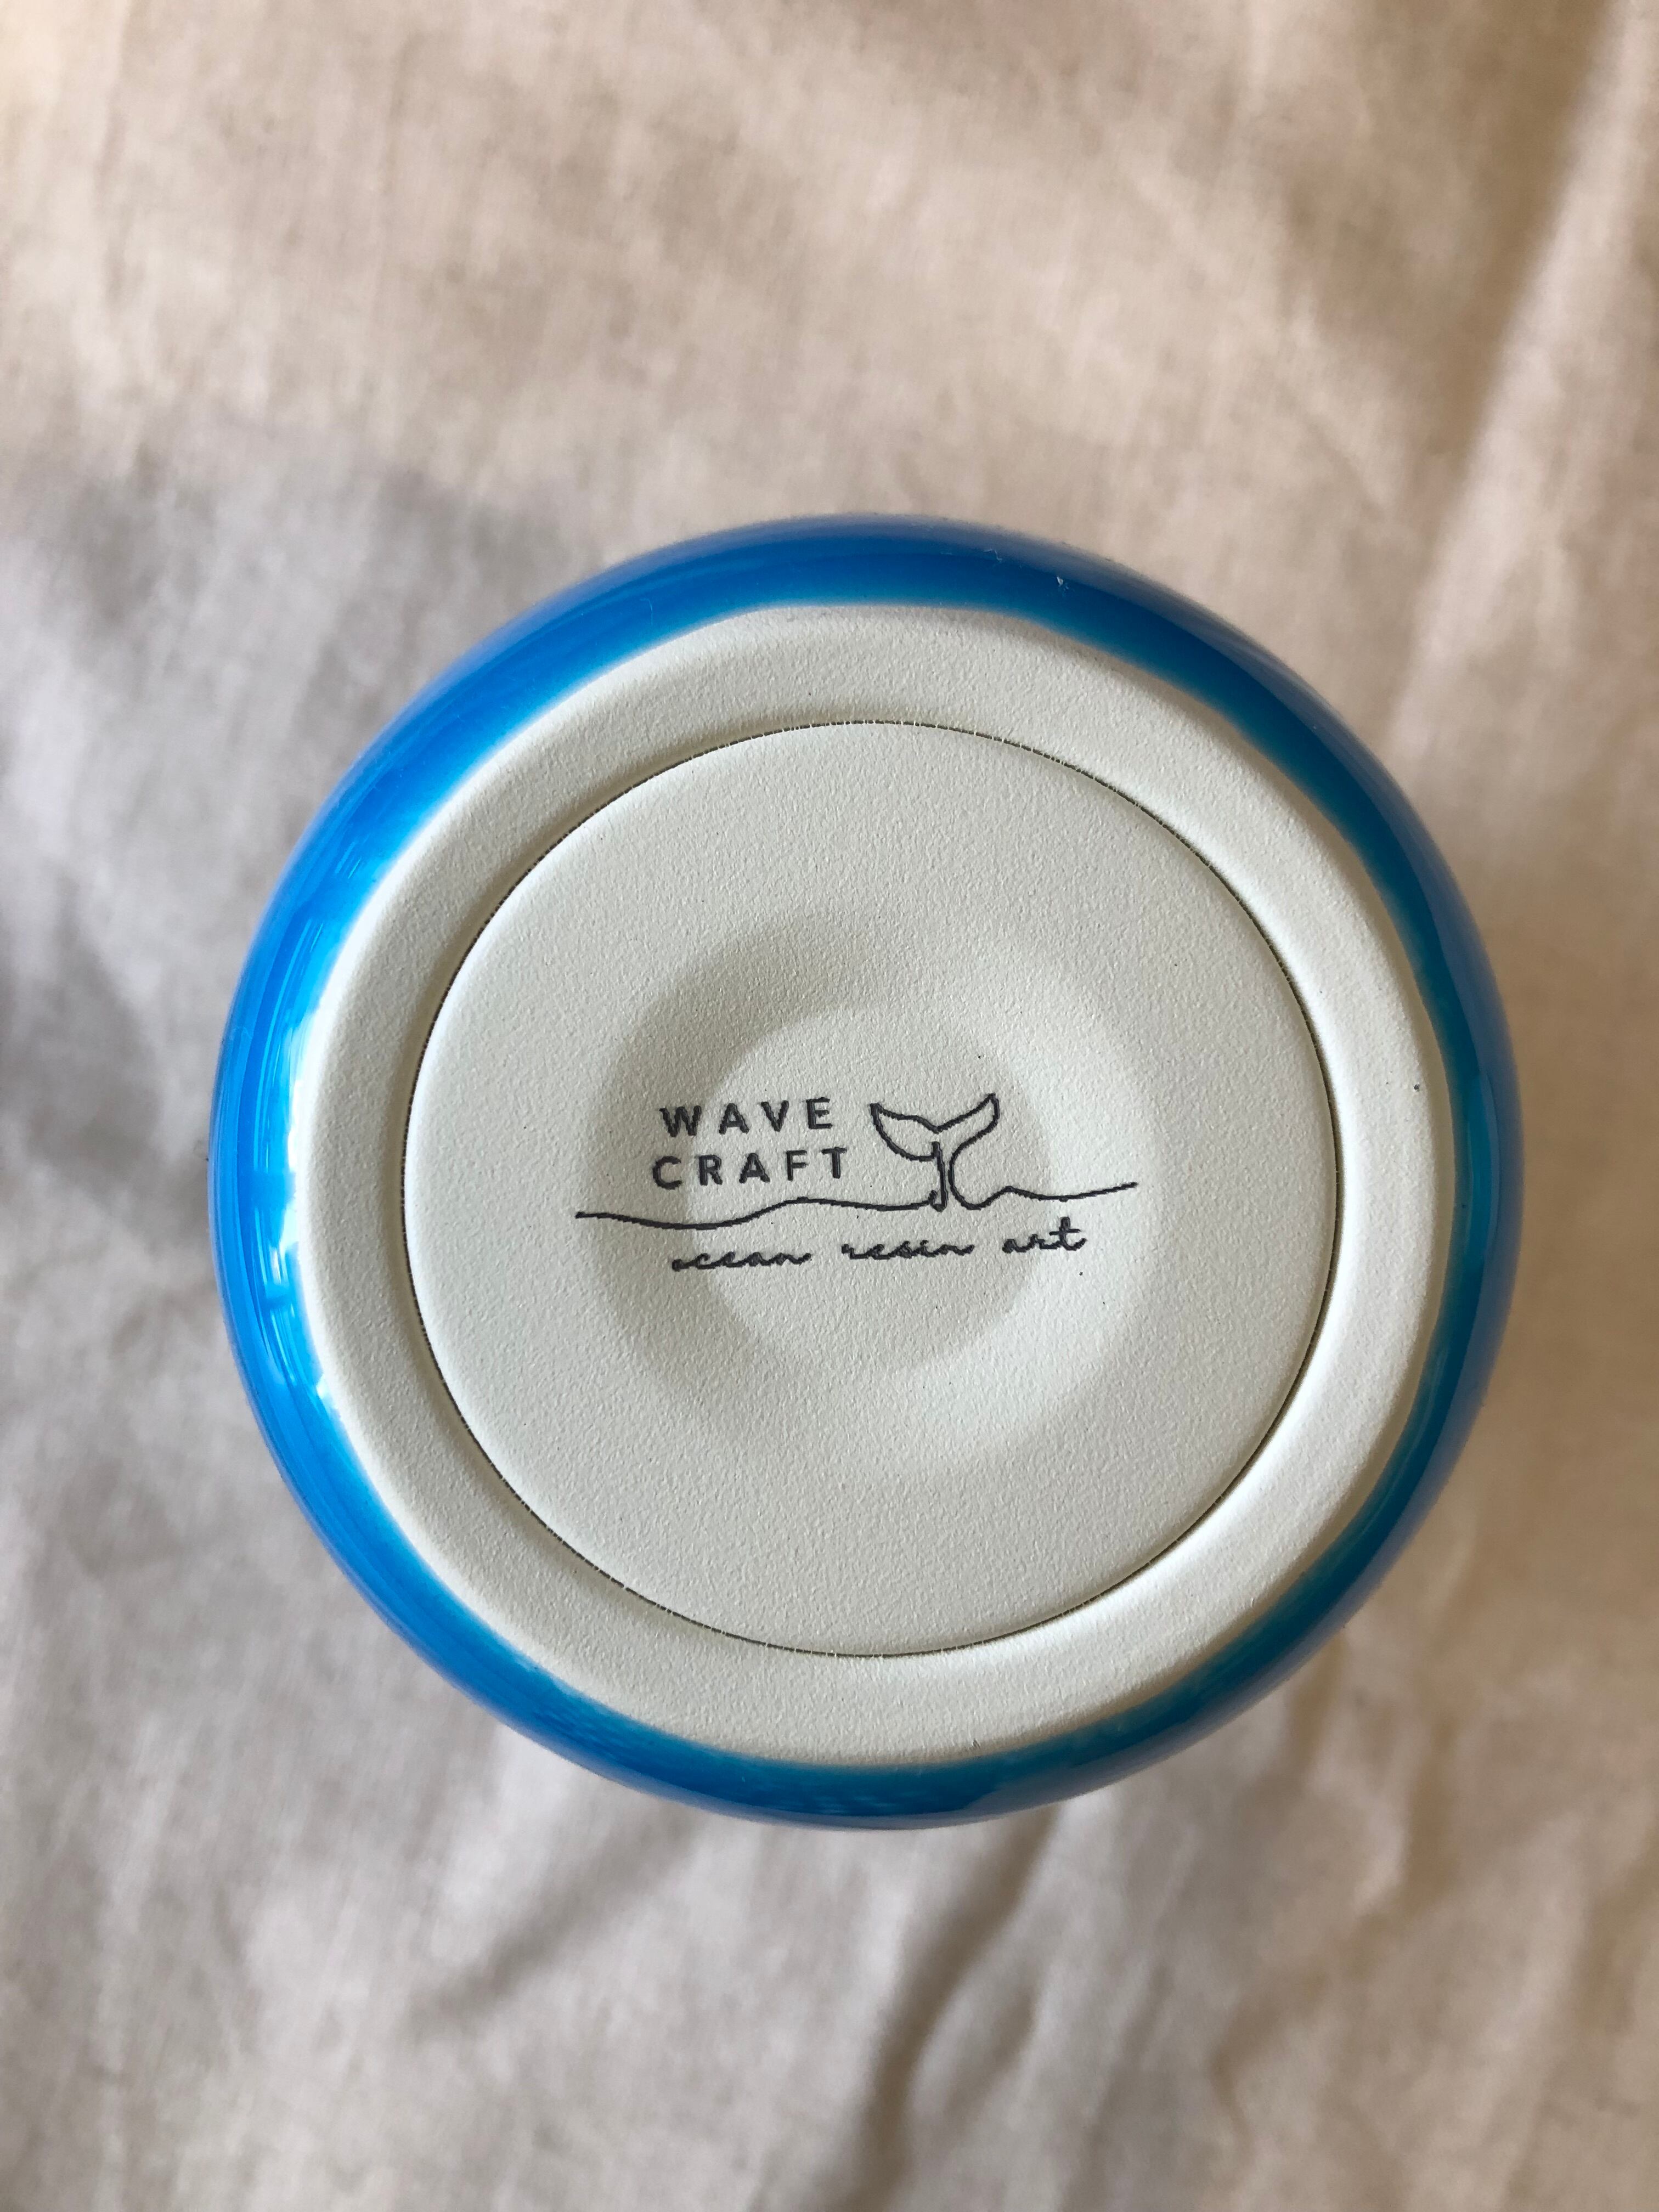 WAVE
CRAFT
ocean resin art